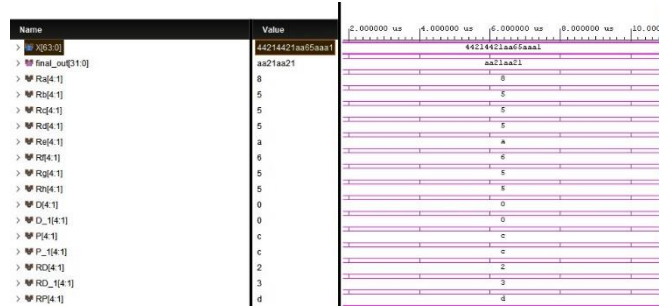 Name Value 2.000000 us 4.000000 us 6.000000 us 8.000000 us 10.000
X[63:0] 44214421aa65aaa1 44214421aa65aaa1
final_out[31:0] aa21aa21 aa21aa21
Ra[4:1] 8 8
Rb[4:1] 5 5
Rc[4:1] 5 5
Rd[4:1] 5 5
Re[4:1] a a
Rf[4:1] 6 6
Rg[4:1] 5 5
Rh[4:1] 5 5
D[4:1] 0 0
D_1[4:1] 0 0
P[4:1] c c
P_1[4:1] c c
RD[4:1] 2 2
RD_1[4:1] 3 3
RP[4:1] d d